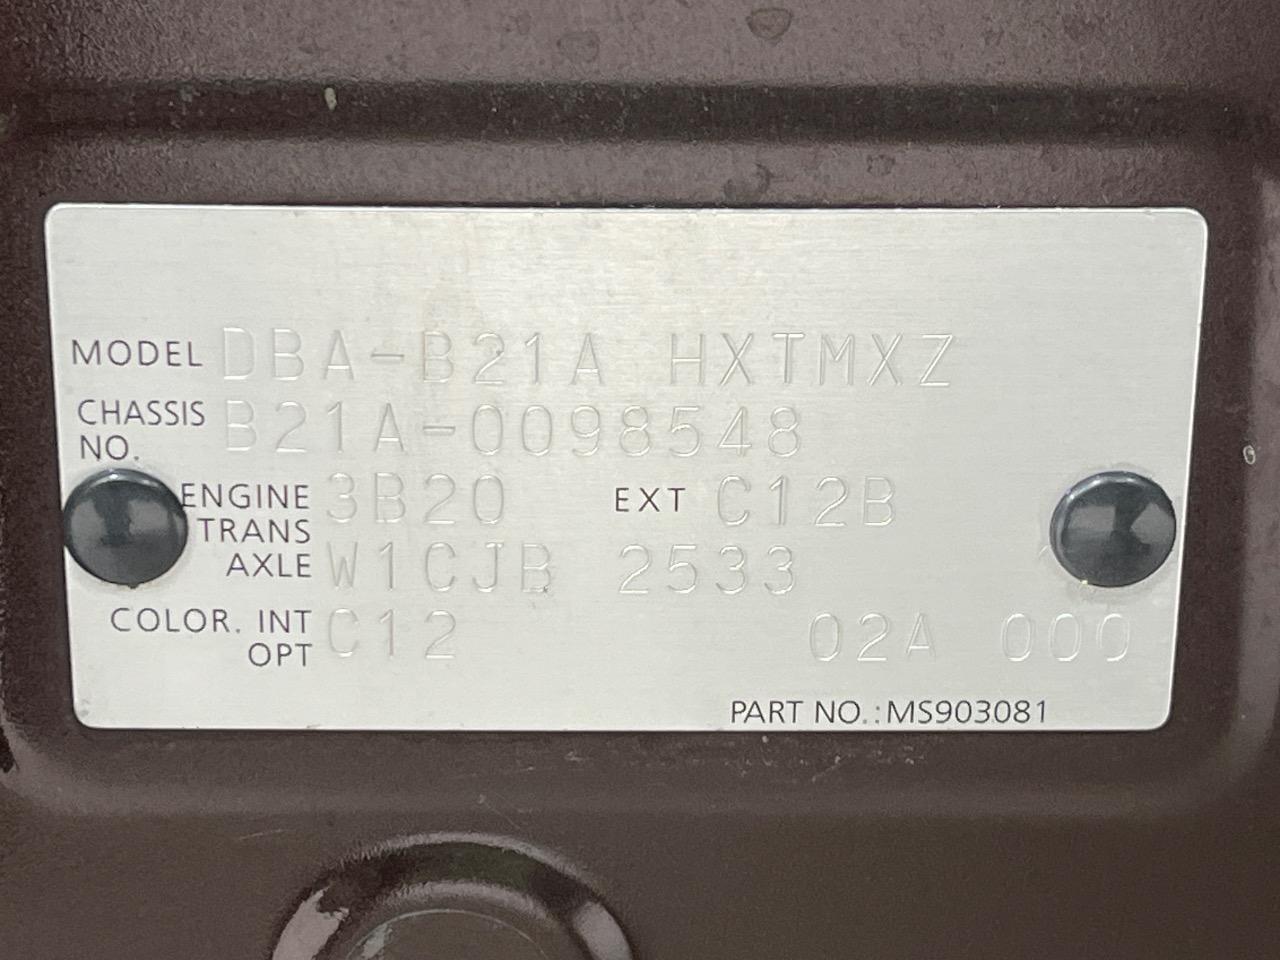 MODEL DBA-B21A HXTMXZ
CHASSIS NO. B21A-0098548
ENGINE 3B20 EXT C12B
TRANS AXLE W1CJB 2533
COLOR. INT OPT C12 02A 000
PART NO.:MS903081